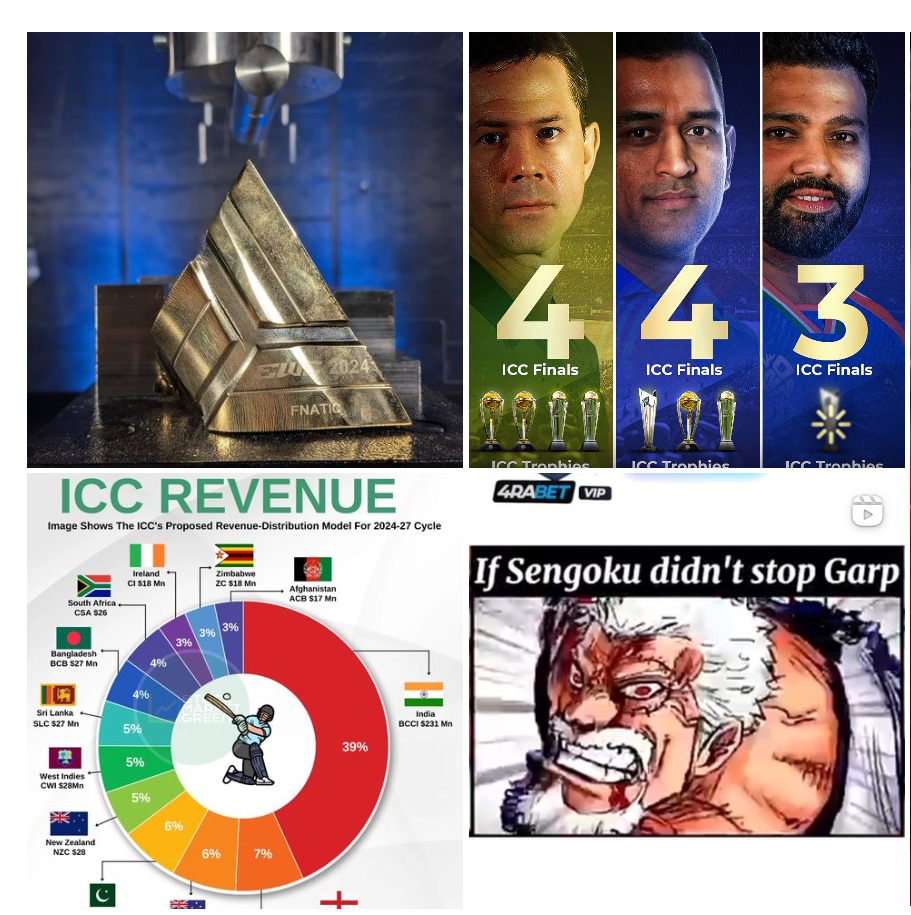 EWC 2024
FNATIC
4
ICC Finals
ICC Trophies
4
ICC Finals
ICC Trophies
3
ICC Finals
ICC Trophies
ICC REVENUE
Image Shows The ICC's Proposed Revenue-Distribution Model For 2024-27 Cycle
Ireland
CI $18 Mn
Zimbabwe
ZC $18 Mn
Afghanistan
ACB $17 Mn
South Africa
CSA $26
Bangladesh
BCB $27 Mn
Sri Lanka
SLC $27 Mn
West Indies
CWI $28Mn
New Zealand
NZC $28
India
BCCI $231 Mn
3%
3%
3%
4%
4%
5%
5%
5%
6%
6%
7%
39%
4RABET VIP
If Sengoku didn't stop Garp